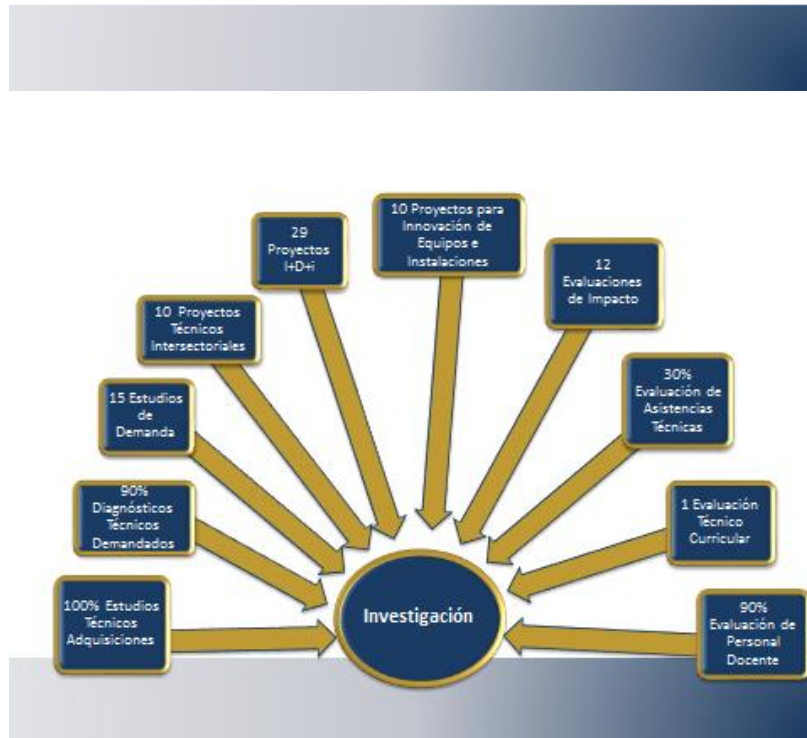 10 Proyectos para
Innovación de
Equipos e
Instalaciones
29
Proyectos
I+D+i
12
Evaluaciones
de Impacto
10 Proyectos
Técnicos
Intersectoriales
30%
Evaluación de
Asistencias
Técnicas
15 Estudios
de
Demanda
90%
Diagnósticos
Técnicos
Demandados
1 Evaluación
Técnico
Curricular
100% Estudios
Técnicos
Adquisiciones
Investigación
90%
Evaluación de
Personal
Docente